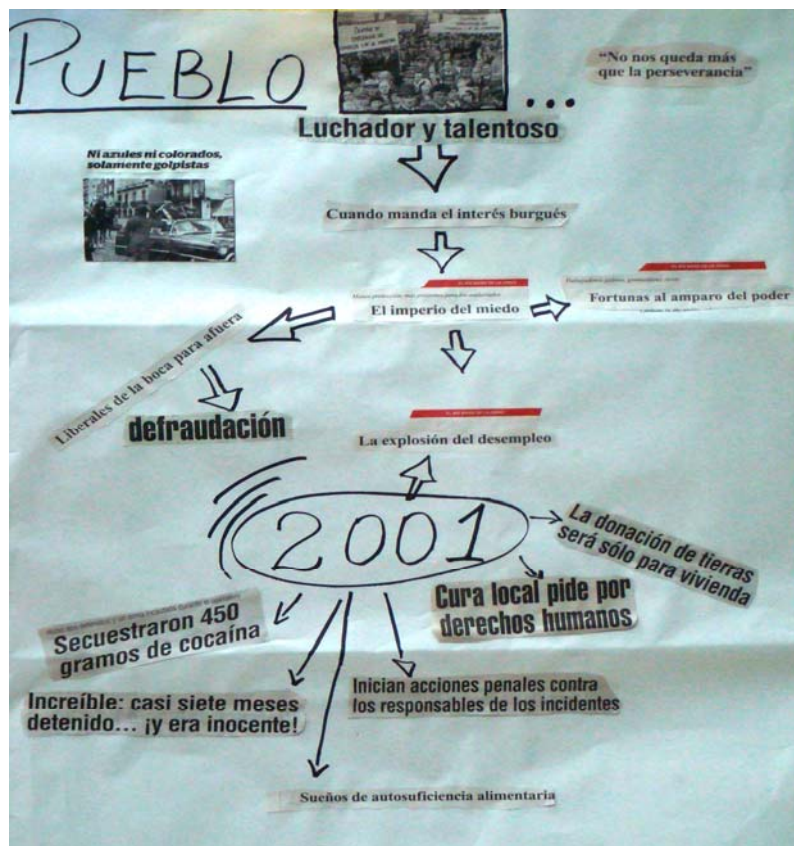 PUEBLO
...
"No nos queda más
que la perseverancia"
Luchador y talentoso
Ni azules ni colorados,
solamente golpistas
Cuando manda el interés burgués
El imperio del miedo
Fortunas al amparo del poder
Liberales de la boca para afuera
defraudación
La explosión del desempleo
2001
La donación de tierras
será sólo para vivienda
Cura local pide por
derechos humanos
Secuestraron 450
gramos de cocaína
Increíble: casi siete meses
detenido... ¡y era inocente!
Inician acciones penales contra
los responsables de los incidentes
Sueños de autosuficiencia alimentaria